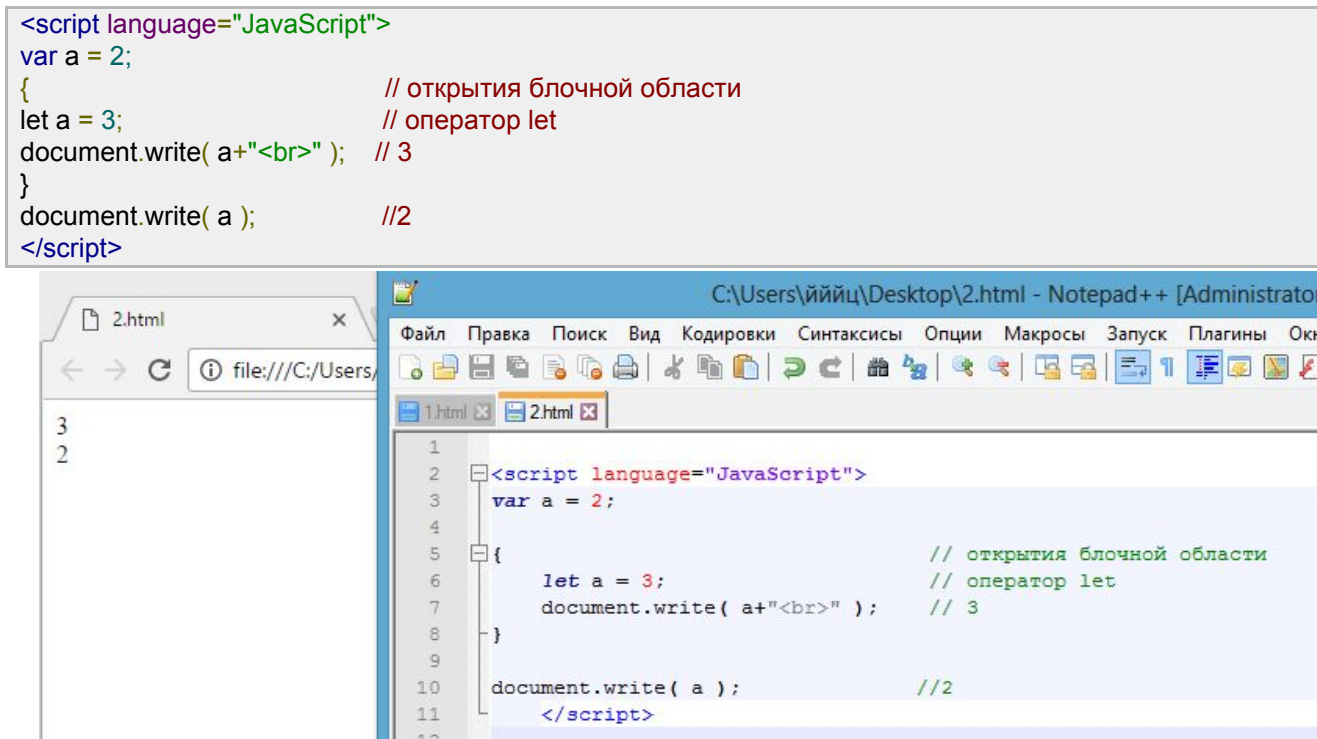 <script language="JavaScript">
var a = 2;
{ // открытия блочной области
let a = 3; // оператор let
document.write( a+"<br>" ); // 3
}
document.write( a ); //2
</script>
2.html
file:///C:/Users/
3
2
C:\Users\йййц\Desktop\2.html - Notepad++ [Administrator
Файл Правка Поиск Вид Кодировки Синтаксисы Опции Макросы Запуск Плагины Окн
1.html 2.html
1
2 <script language="JavaScript">
3 var a = 2;
4
5 { // открытия блочной области
6 let a = 3; // оператор let
7 document.write( a+"<br>" ); // 3
8 }
9
10 document.write( a ); //2
11 </script>